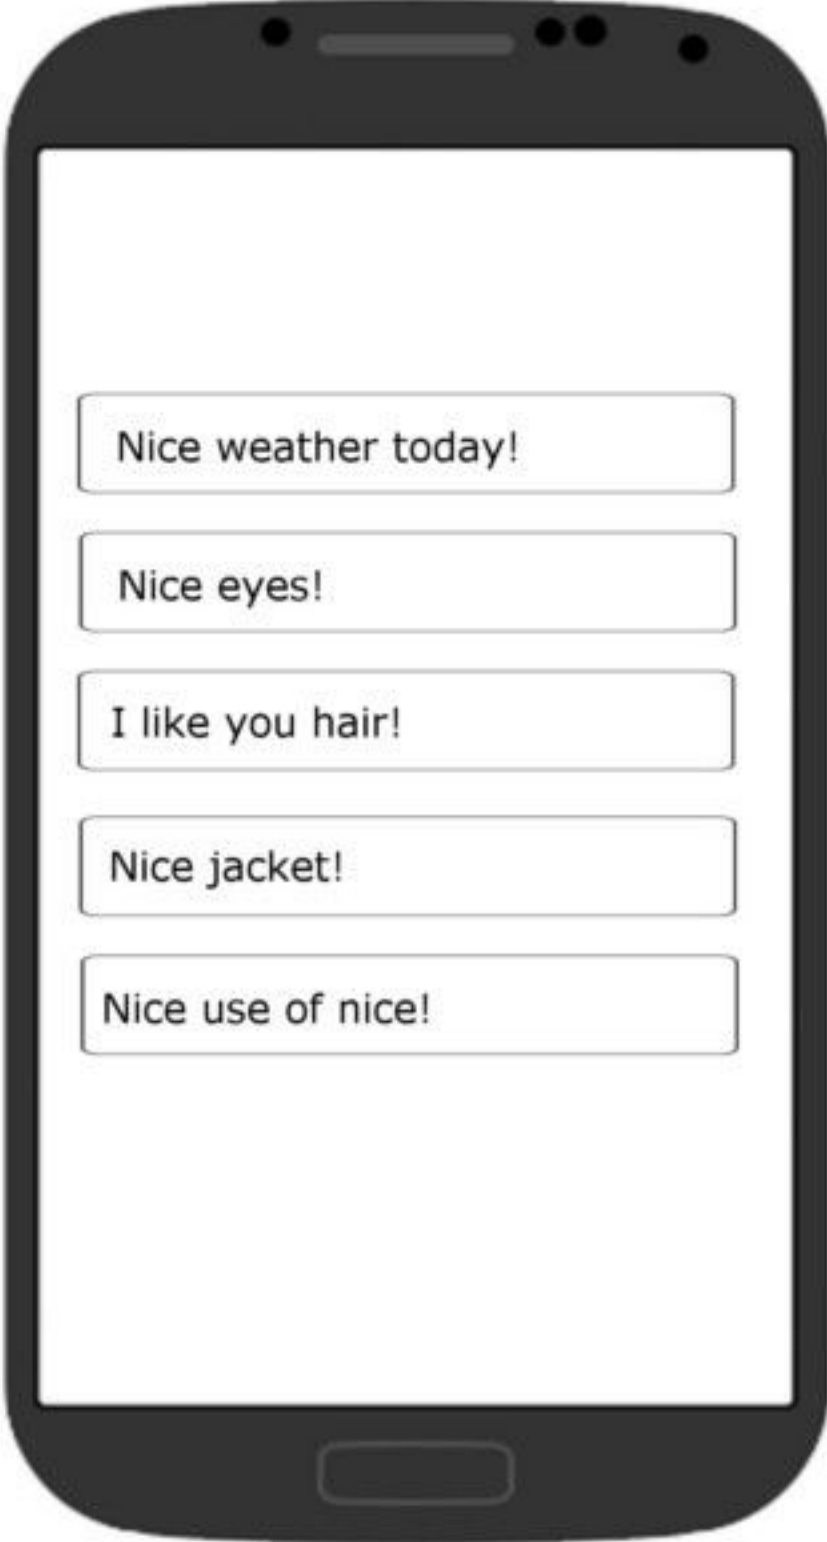 Nice weather today!
Nice eyes!
I like you hair!
Nice jacket!
Nice use of nice!